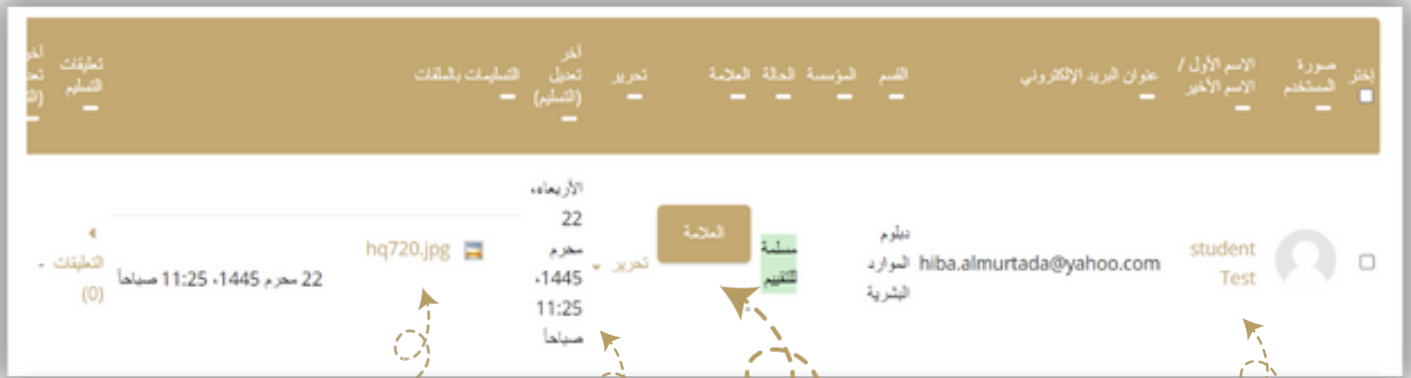 إختر
صورة
المستخدم
الاسم الأول /
الاسم الأخير
عنوان البريد الإلكتروني
القسم
المؤسسة
الحالة
العلامة
تحرير
آخر
تعديل
(التسليم)
التسليمات بالملفات
تعليقات
التسليم
student
Test
hiba.almurtada@yahoo.com
دبلوم
الموارد
البشرية
مسلمة
للتقييم
-
العلامة
تحرير
الأربعاء،
22
محرم
1445،
11:25
صباحاً
hq720.jpg
22 محرم 1445، 11:25 صباحاً
التعليقات
(0)
-